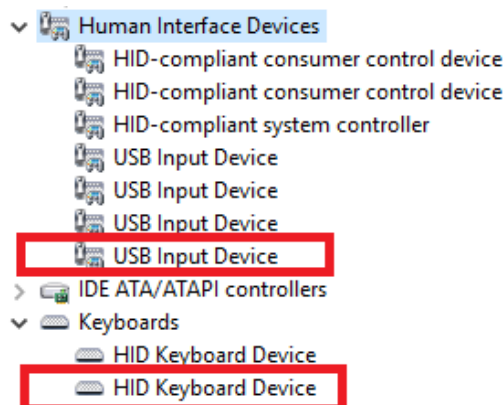 Human Interface Devices
HID-compliant consumer control device
HID-compliant consumer control device
HID-compliant system controller
USB Input Device
USB Input Device
USB Input Device
USB Input Device
IDE ATA/ATAPI controllers
Keyboards
HID Keyboard Device
HID Keyboard Device